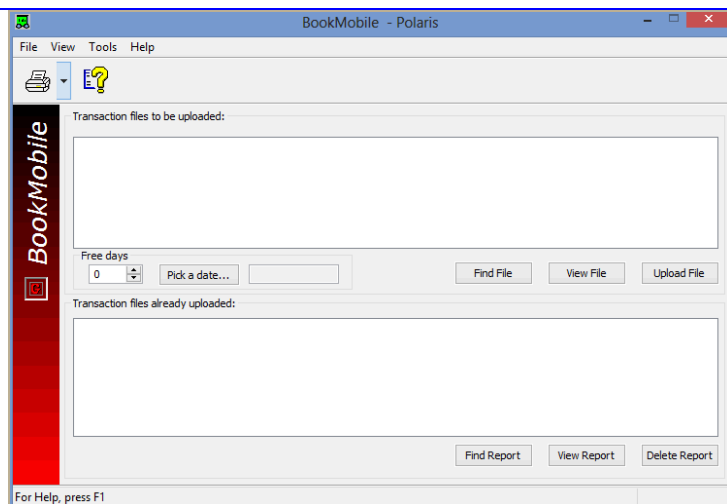 BookMobile - Polaris
File View Tools Help
BookMobile
Transaction files to be uploaded:
Free days
0 Pick a date... Find File View File Upload File
Transaction files already uploaded:
Find Report View Report Delete Report
For Help, press F1